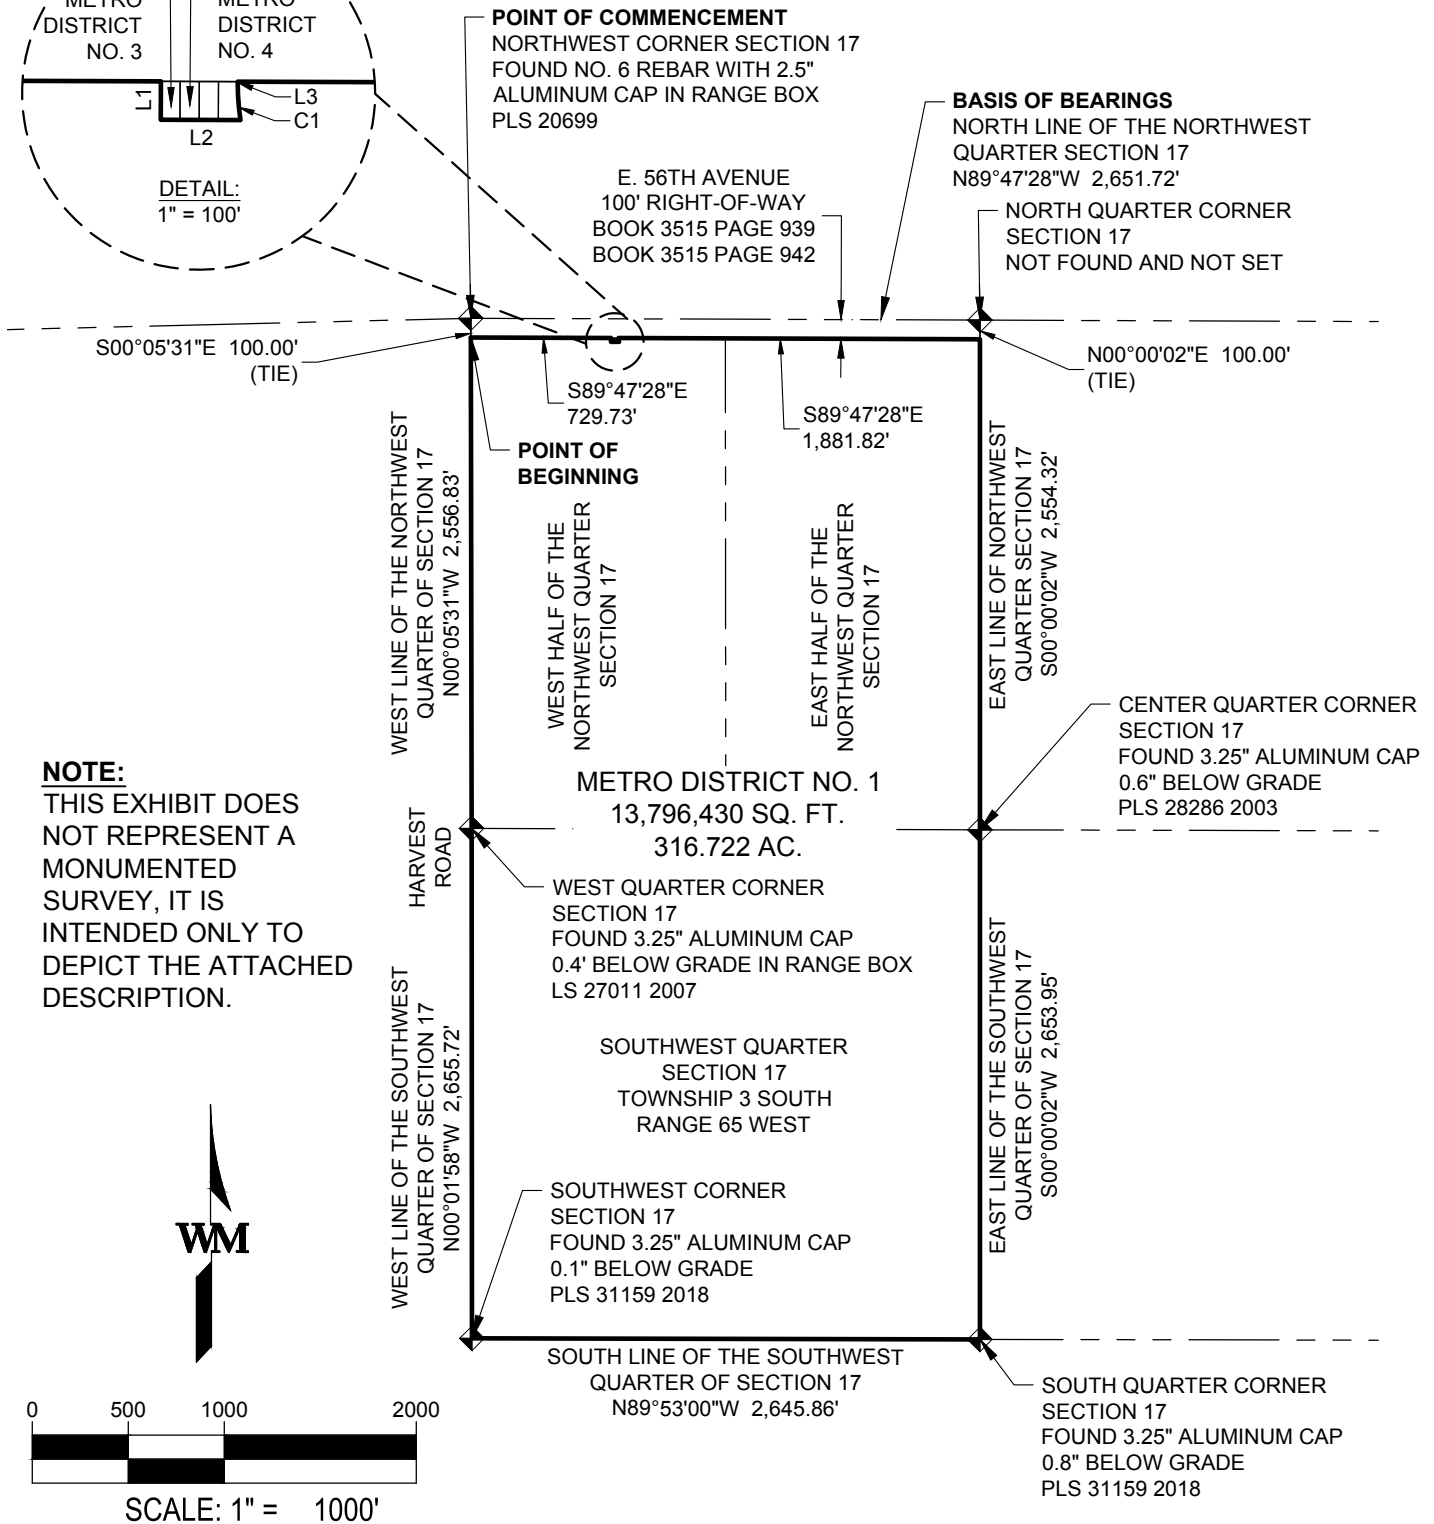 METRO
DISTRICT
NO. 3
METRO
DISTRICT
NO. 4
L1
L2
L3
C1
DETAIL:
1" = 100'
POINT OF COMMENCEMENT
NORTHWEST CORNER SECTION 17
FOUND NO. 6 REBAR WITH 2.5"
ALUMINUM CAP IN RANGE BOX
PLS 20699
BASIS OF BEARINGS
NORTH LINE OF THE NORTHWEST
QUARTER SECTION 17
N89°47'28"W 2,651.72'
E. 56TH AVENUE
100' RIGHT-OF-WAY
BOOK 3515 PAGE 939
BOOK 3515 PAGE 942
NORTH QUARTER CORNER
SECTION 17
NOT FOUND AND NOT SET
S00°05'31"E 100.00'
(TIE)
N00°00'02"E 100.00'
(TIE)
S89°47'28"E
729.73'
S89°47'28"E
1,881.82'
POINT OF
BEGINNING
WEST LINE OF THE NORTHWEST
QUARTER OF SECTION 17
N00°05'31"W 2,556.83'
WEST HALF OF THE
NORTHWEST QUARTER
SECTION 17
EAST HALF OF THE
NORTHWEST QUARTER
SECTION 17
EAST LINE OF NORTHWEST
QUARTER SECTION 17
S00°00'02"W 2,554.32'
CENTER QUARTER CORNER
SECTION 17
FOUND 3.25" ALUMINUM CAP
0.6" BELOW GRADE
PLS 28286 2003
NOTE:
THIS EXHIBIT DOES
NOT REPRESENT A
MONUMENTED
SURVEY, IT IS
INTENDED ONLY TO
DEPICT THE ATTACHED
DESCRIPTION.
METRO DISTRICT NO. 1
13,796,430 SQ. FT.
316.722 AC.
HARVEST
ROAD
WEST QUARTER CORNER
SECTION 17
FOUND 3.25" ALUMINUM CAP
0.4' BELOW GRADE IN RANGE BOX
LS 27011 2007
WEST LINE OF THE SOUTHWEST
QUARTER OF SECTION 17
N00°01'58"W 2,655.72'
SOUTHWEST QUARTER
SECTION 17
TOWNSHIP 3 SOUTH
RANGE 65 WEST
EAST LINE OF THE SOUTHWEST
QUARTER OF SECTION 17
S00°00'02"W 2,653.95'
SOUTHWEST CORNER
SECTION 17
FOUND 3.25" ALUMINUM CAP
0.1" BELOW GRADE
PLS 31159 2018
WM
SOUTH LINE OF THE SOUTHWEST
QUARTER OF SECTION 17
N89°53'00"W 2,645.86'
SOUTH QUARTER CORNER
SECTION 17
FOUND 3.25" ALUMINUM CAP
0.8" BELOW GRADE
PLS 31159 2018
0 500 1000 2000
SCALE: 1" = 1000'